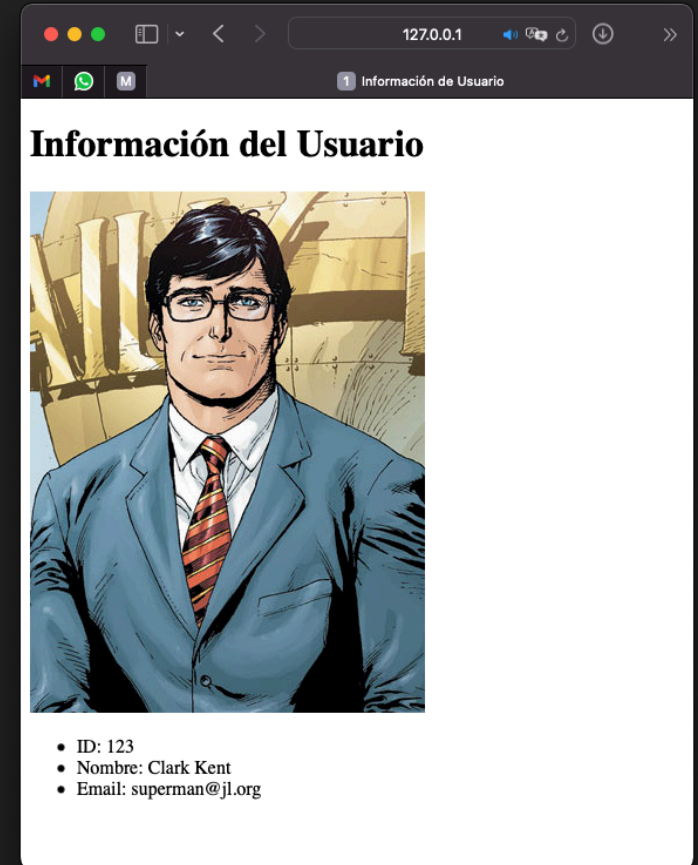 127.0.0.1
M
1 Información de Usuario
Información del Usuario
ID: 123
Nombre: Clark Kent
Email: superman@jl.org